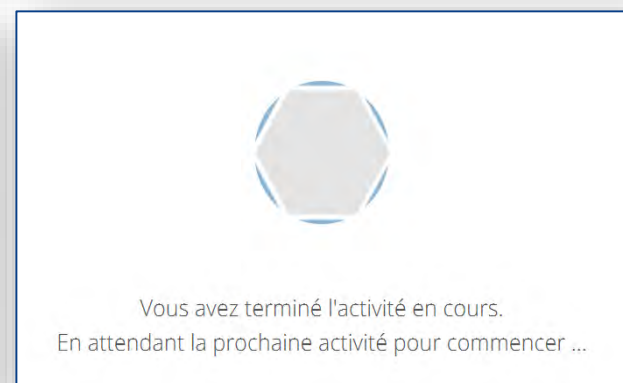 Vous avez terminé l'activité en cours.
En attendant la prochaine activité pour commencer ...